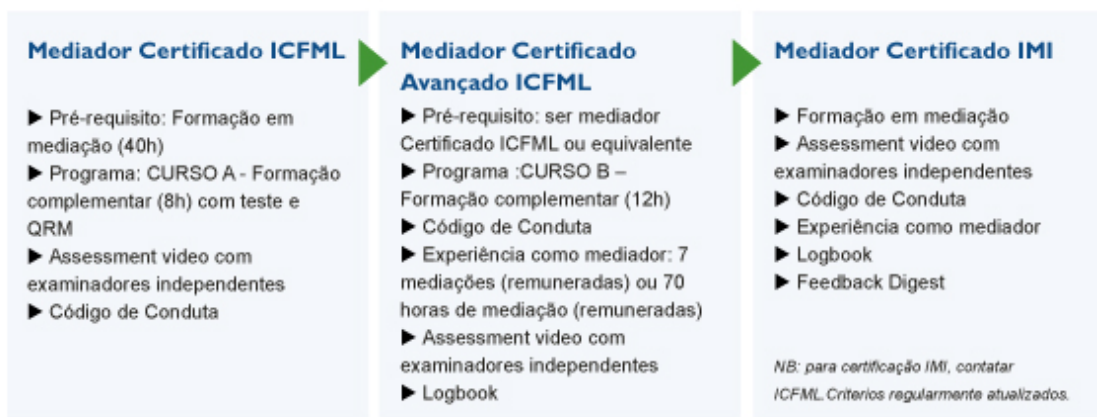 Mediador Certificado ICFML
▶ Pré-requisito: Formação em
mediação (40h)
▶ Programa: CURSO A - Formação
complementar (8h) com teste e
QRM
▶ Assessment video com
examinadores independentes
▶ Código de Conduta
Mediador Certificado
Avançado ICFML
▶ Pré-requisito: ser mediador
Certificado ICFML ou equivalente
▶ Programa :CURSO B –
Formação complementar (12h)
▶ Código de Conduta
▶ Experiência como mediador: 7
mediações (remuneradas) ou 70
horas de mediação (remuneradas)
▶ Assessment video com
examinadores independentes
▶ Logbook
Mediador Certificado IMI
▶ Formação em mediação
▶ Assessment video com
examinadores independentes
▶ Código de Conduta
▶ Experiência como mediador
▶ Logbook
▶ Feedback Digest
NB: para certificação IMI, contatar
ICFML.Criterios regularmente atualizados.